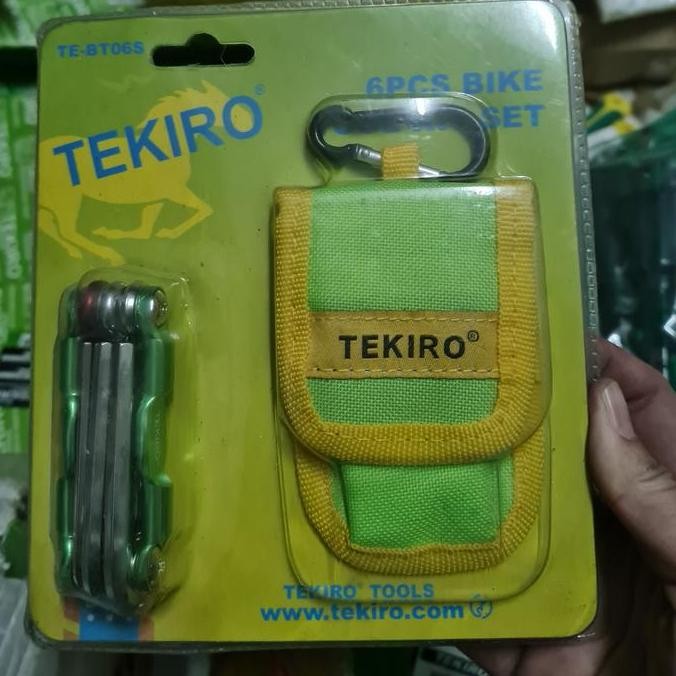 TE-BT06S
6PCS BIKE
SET
TEKIRO®
TEKIRO®
TEKIRO® TOOLS
www.tekiro.com